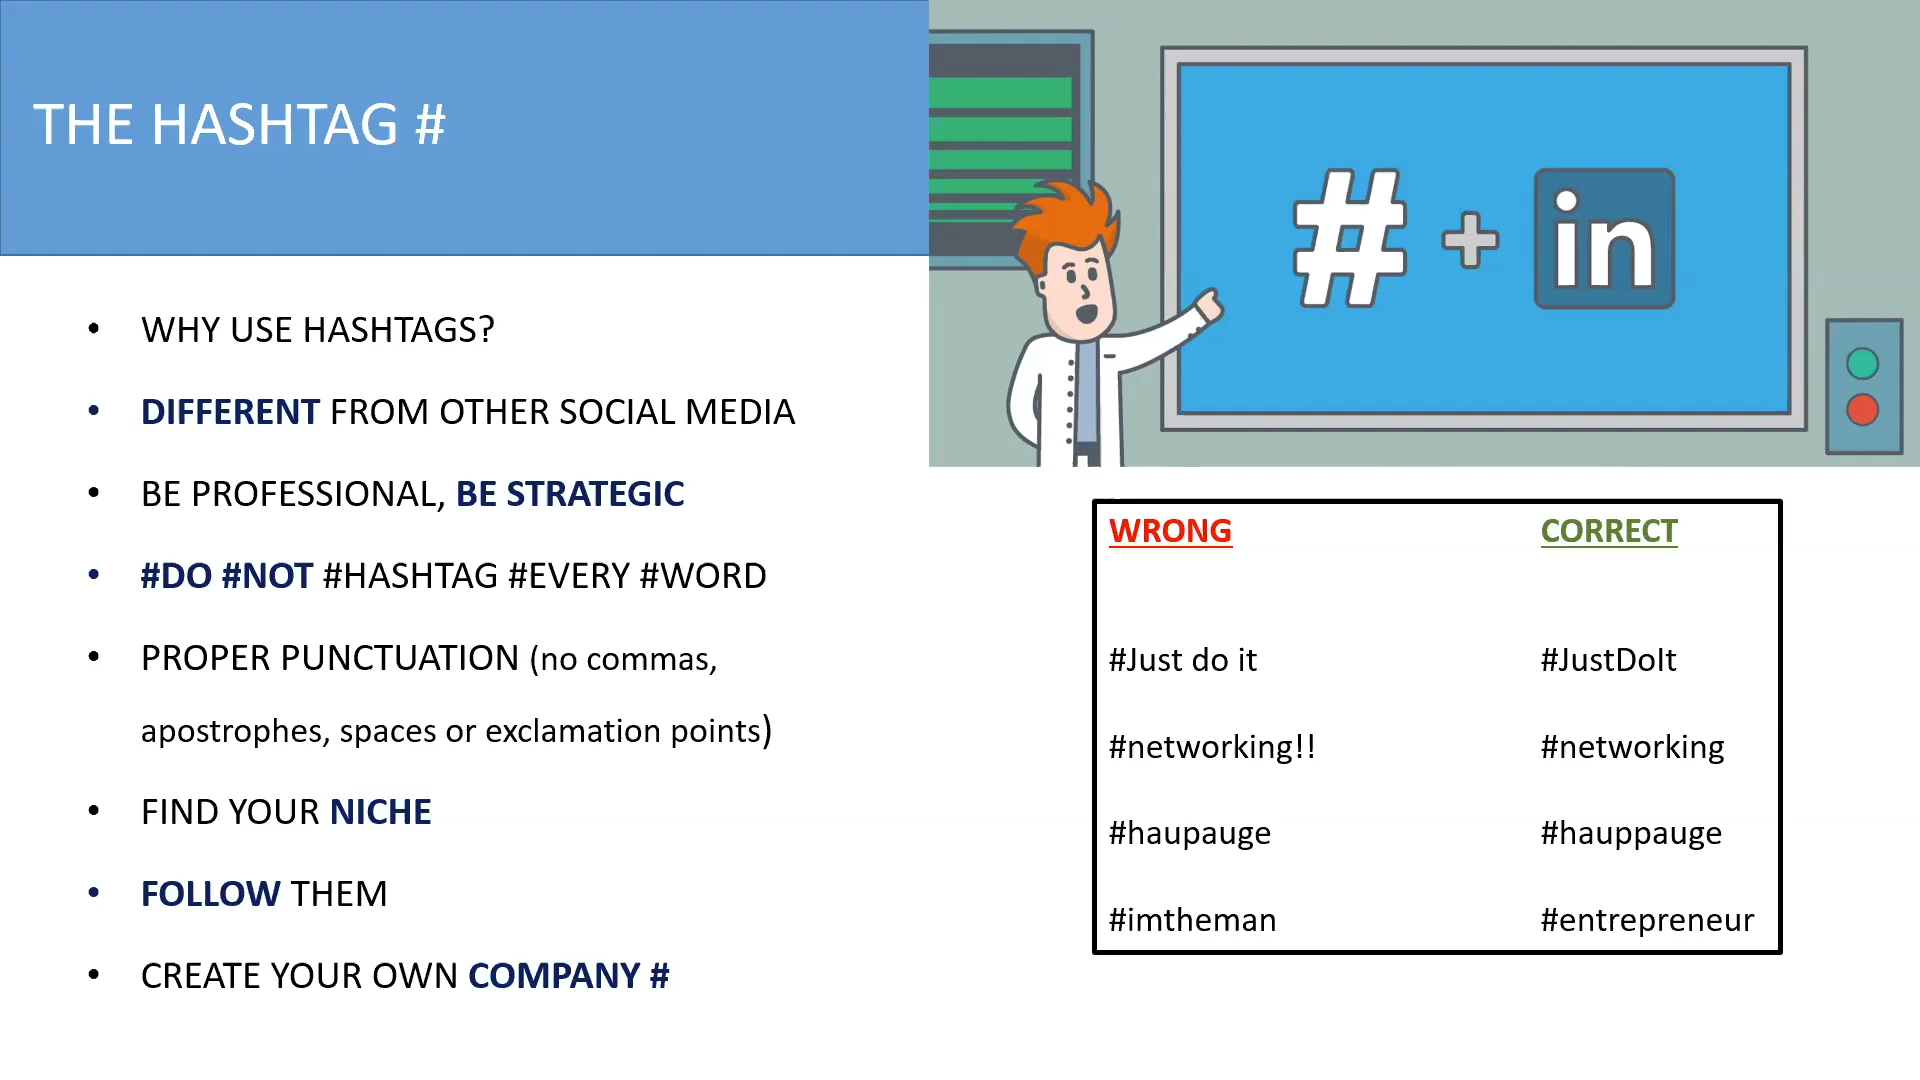 THE HASHTAG #
# + in
• WHY USE HASHTAGS?
• DIFFERENT FROM OTHER SOCIAL MEDIA
• BE PROFESSIONAL, BE STRATEGIC
• #DO #NOT #HASHTAG #EVERY #WORD
• PROPER PUNCTUATION (no commas,
apostrophes, spaces or exclamation points)
• FIND YOUR NICHE
• FOLLOW THEM
• CREATE YOUR OWN COMPANY #
WRONG CORRECT
#Just do it #JustDoIt
#networking!! #networking
#haupauge #hauppauge
#imtheman #entrepreneur